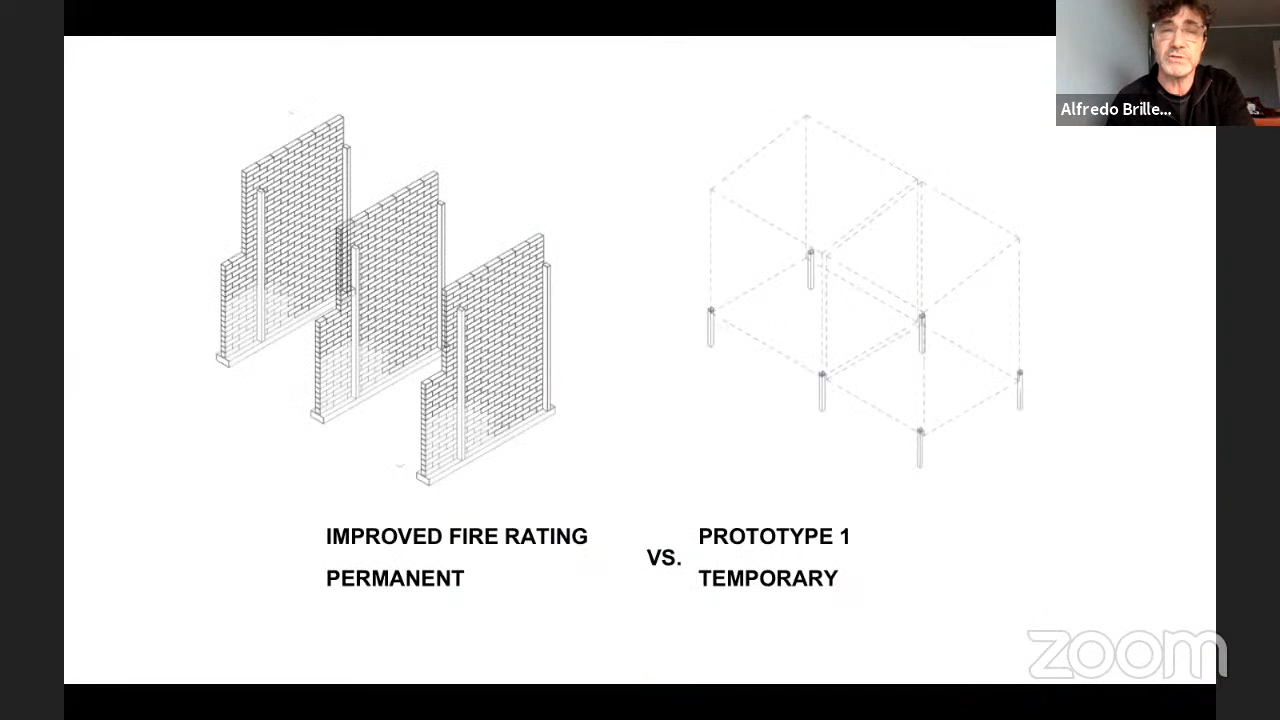 Alfredo Brille...
IMPROVED FIRE RATING
PERMANENT
VS.
PROTOTYPE 1
TEMPORARY
zoom